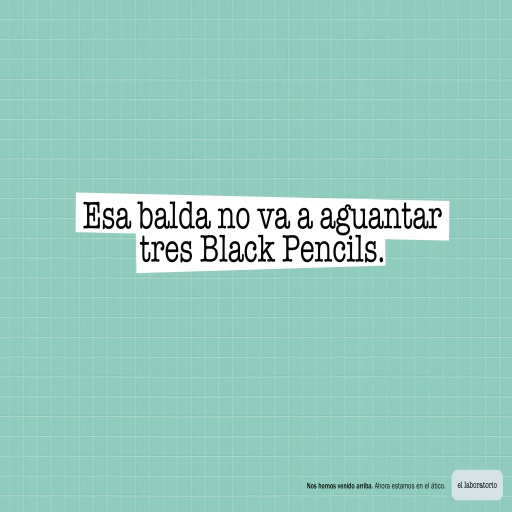 Esa balda no va a aguantar
tres Black Pencils.
Nos hemos venido arriba. Ahora estamos en el ático.
el laboratorio